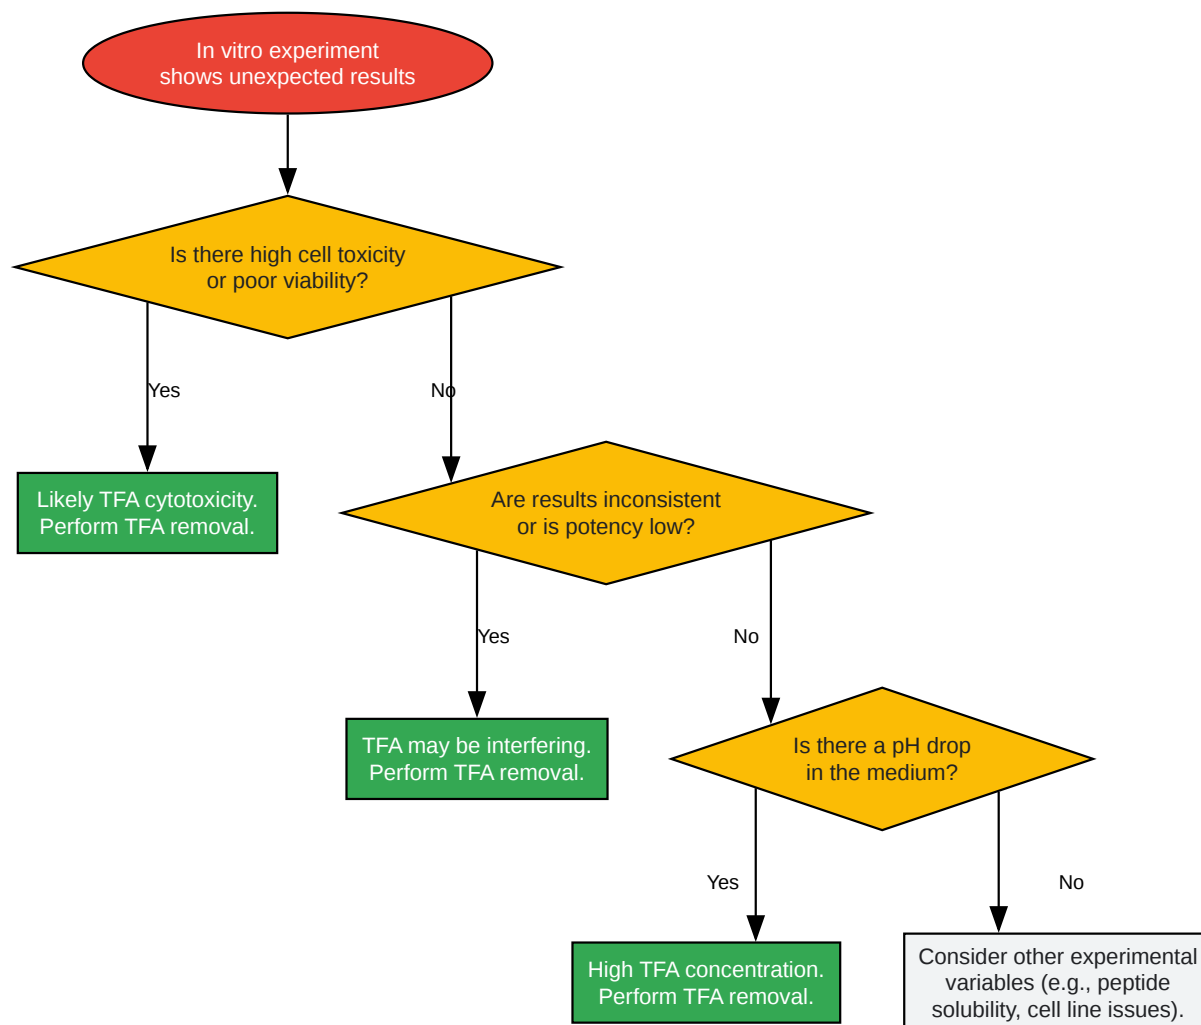 In vitro experiment
shows unexpected results
Is there high cell toxicity
or poor viability?
Yes
No
Likely TFA cytotoxicity.
Perform TFA removal.
Are results inconsistent
or is potency low?
Yes
No
TFA may be interfering.
Perform TFA removal.
Is there a pH drop
in the medium?
Yes
No
High TFA concentration.
Perform TFA removal.
Consider other experimental
variables (e.g., peptide
solubility, cell line issues).